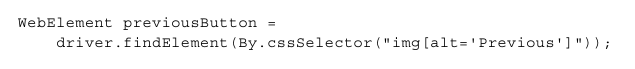 WebElement previousButton =
    driver.findElement(By.cssSelector("img[alt='Previous']"));